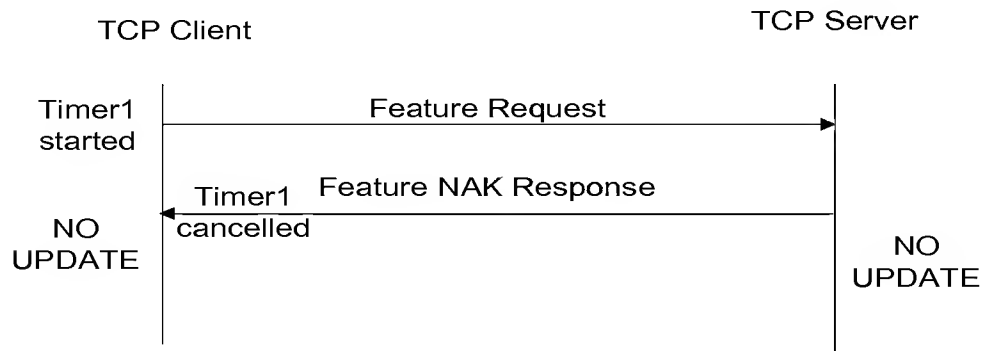 TCP Client
TCP Server
Timer1
started
Feature Request
Feature NAK Response
Timer1
cancelled
NO
UPDATE
NO
UPDATE